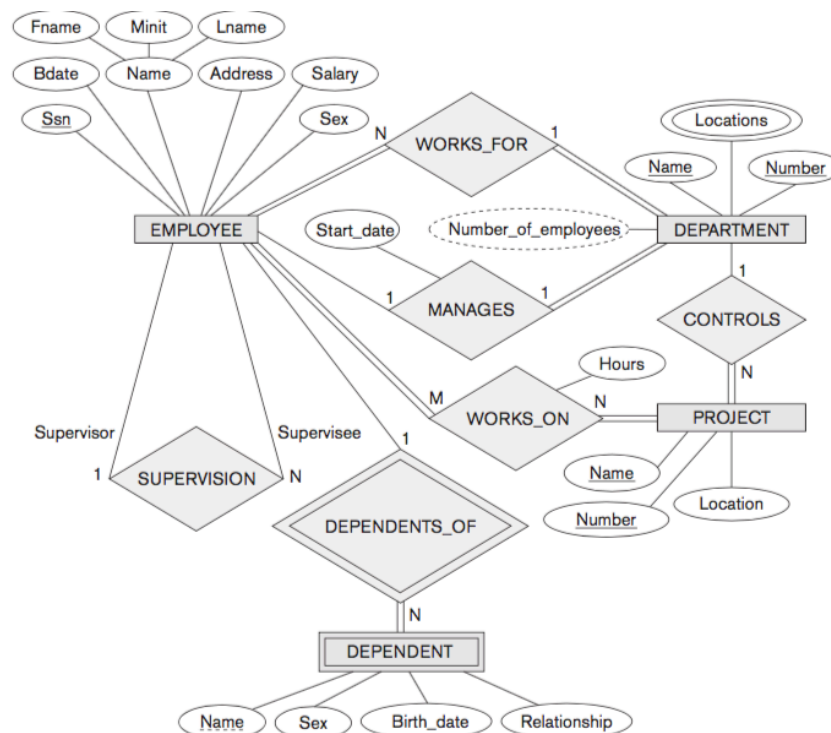 Fname
Minit
Lname
Bdate
Name
Address
Salary
Ssn
Sex
N
WORKS_FOR
1
Locations
Name
Number
EMPLOYEE
Start_date
Number_of_employees
DEPARTMENT
1
MANAGES
1
1
CONTROLS
N
Hours
M
WORKS_ON
N
PROJECT
Supervisor
Supervisee
1
SUPERVISION
N
1
Name
Number
Location
DEPENDENTS_OF
N
DEPENDENT
Name
Sex
Birth_date
Relationship